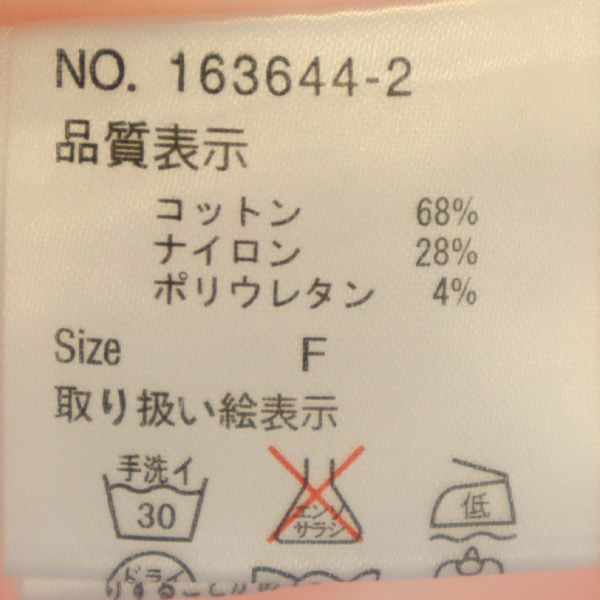 NO. 163644-2
品質表示
コットン 68%
ナイロン 28%
ポリウレタン 4%
Size F
取り扱い絵表示
手洗イ
30
エンソ
サラシ
低
ドライ